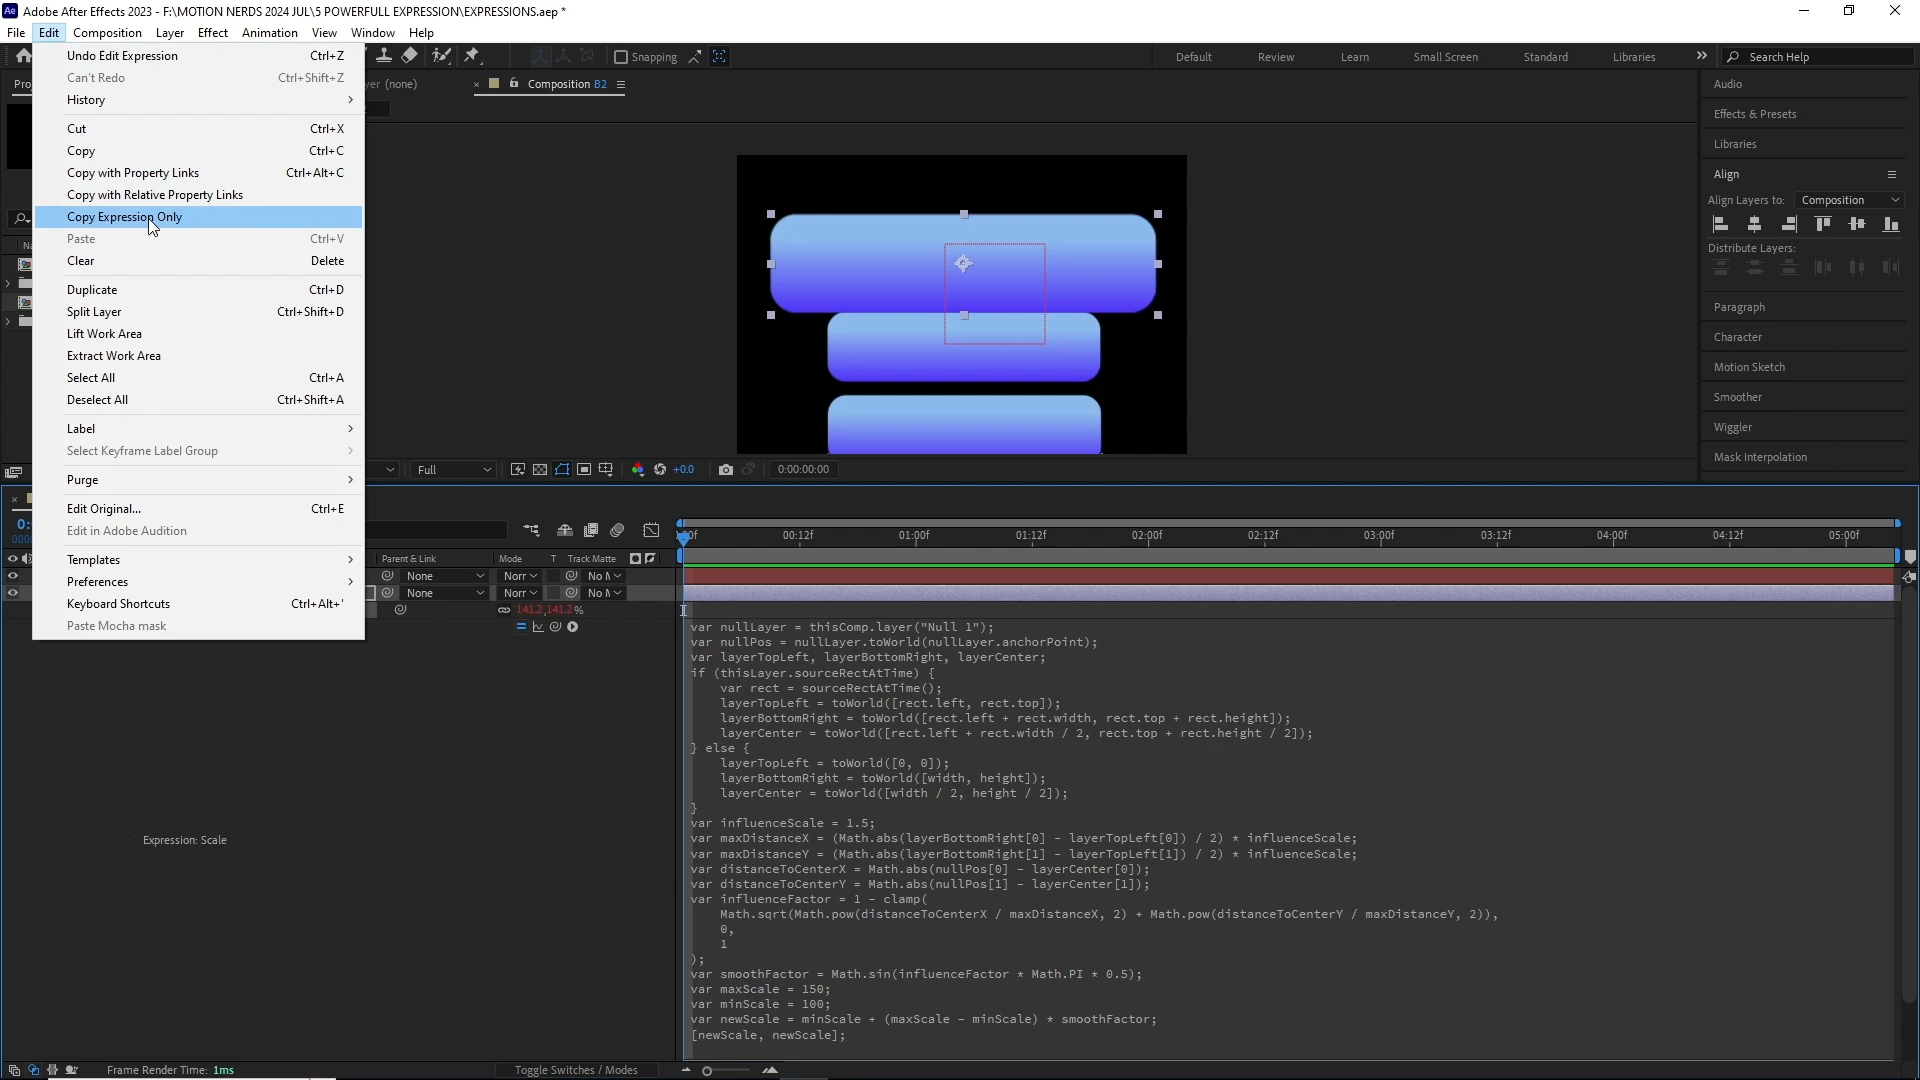 Adobe After Effects 2023 - F:\MOTION NERDS 2024 JUL\5 POWERFULL EXPRESSION\EXPRESSIONS.aep *
File Edit Composition Layer Effect Animation View Window Help
Undo Edit Expression Ctrl+Z
Can't Redo Ctrl+Shift+Z
History
Cut Ctrl+X
Copy Ctrl+C
Copy with Property Links Ctrl+Alt+C
Copy with Relative Property Links
Copy Expression Only
Paste Ctrl+V
Clear Delete
Duplicate Ctrl+D
Split Layer Ctrl+Shift+D
Lift Work Area
Extract Work Area
Select All Ctrl+A
Deselect All Ctrl+Shift+A
Label
Select Keyframe Label Group
Purge
Edit Original... Ctrl+E
Edit in Adobe Audition
Templates
Preferences
Keyboard Shortcuts Ctrl+Alt+'
Paste Mocha mask
Snapping
Default Review Learn Small Screen Standard Libraries
Search Help
yer (none)
Composition B2
Audio
Effects & Presets
Libraries
Align
Align Layers to: Composition
Distribute Layers:
Paragraph
Character
Motion Sketch
Smoother
Wiggler
Mask Interpolation
Full +0.0 0:00:00:00
00:12f 01:00f 01:12f 02:00f 02:12f 03:00f 03:12f 04:00f 04:12f 05:00f
Parent & Link Mode T Track Matte
None Norr No M
None Norr No M
141.2,141.2%
Expression: Scale
var nullLayer = thisComp.layer("Null 1");
var nullPos = nullLayer.toWorld(nullLayer.anchorPoint);
var layerTopLeft, layerBottomRight, layerCenter;
if (thisLayer.sourceRectAtTime) {
var rect = sourceRectAtTime();
layerTopLeft = toWorld([rect.left, rect.top]);
layerBottomRight = toWorld([rect.left + rect.width, rect.top + rect.height]);
layerCenter = toWorld([rect.left + rect.width / 2, rect.top + rect.height / 2]);
} else {
layerTopLeft = toWorld([0, 0]);
layerBottomRight = toWorld([width, height]);
layerCenter = toWorld([width / 2, height / 2]);
}
var influenceScale = 1.5;
var maxDistanceX = (Math.abs(layerBottomRight[0] - layerTopLeft[0]) / 2) * influenceScale;
var maxDistanceY = (Math.abs(layerBottomRight[1] - layerTopLeft[1]) / 2) * influenceScale;
var distanceToCenterX = Math.abs(nullPos[0] - layerCenter[0]);
var distanceToCenterY = Math.abs(nullPos[1] - layerCenter[1]);
var influenceFactor = 1 - clamp(
Math.sqrt(Math.pow(distanceToCenterX / maxDistanceX, 2) + Math.pow(distanceToCenterY / maxDistanceY, 2)),
0,
1
);
var smoothFactor = Math.sin(influenceFactor * Math.PI * 0.5);
var maxScale = 150;
var minScale = 100;
var newScale = minScale + (maxScale - minScale) * smoothFactor;
[newScale, newScale];
Frame Render Time: 1ms
Toggle Switches / Modes